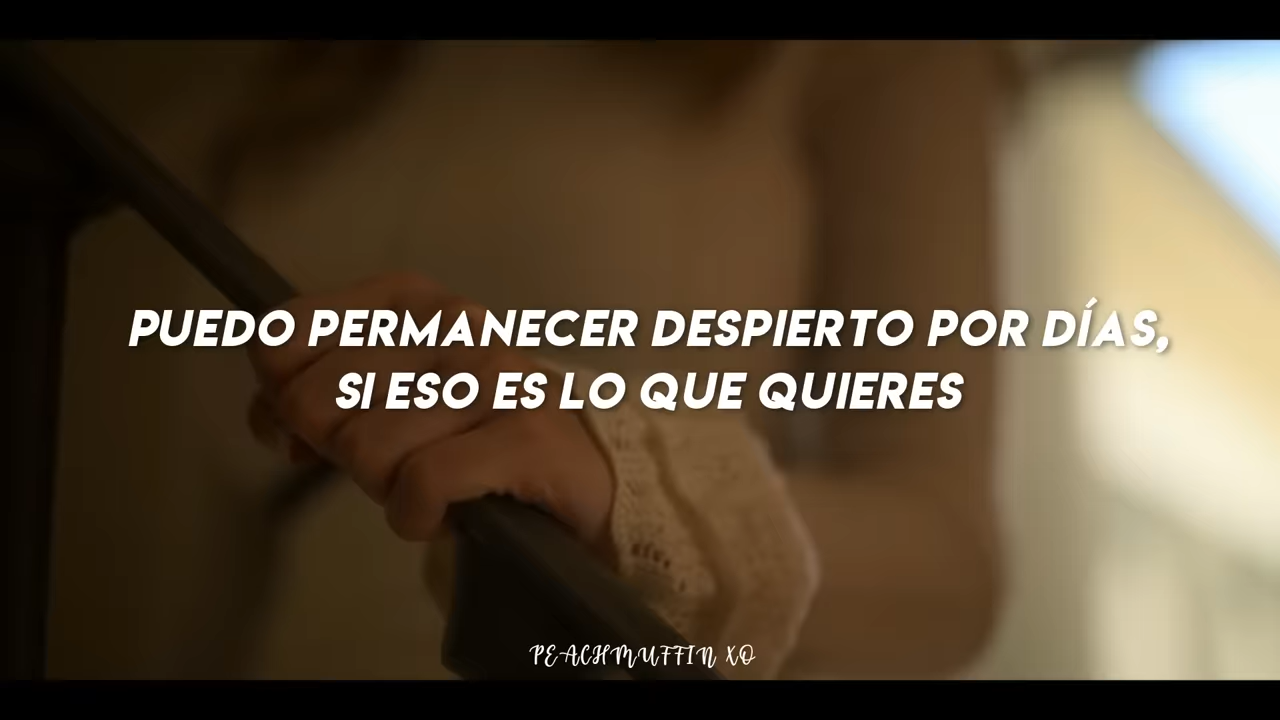 PUEDO PERMANECER DESPIERTO POR DÍAS,
SI ESO ES LO QUE QUIERES
PEACHMUFFIN XO